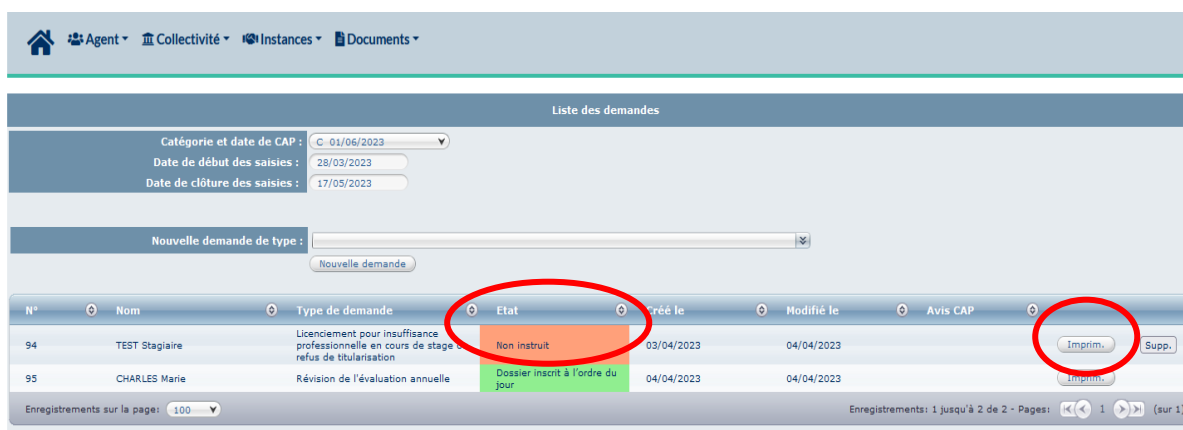 Agent Collectivité Instances Documents
Liste des demandes
Catégorie et date de CAP : C 01/06/2023
Date de début des saisies : 28/03/2023
Date de clôture des saisies : 17/05/2023
Nouvelle demande de type :
Nouvelle demande
N° Nom Type de demande Etat Créé le Modifié le Avis CAP
Licenciement pour insuffisance
94 TEST Stagiaire professionnelle en cours de stage Non instruit 03/04/2023 04/04/2023 Imprim. Supp.
refus de titularisation
95 CHARLES Marie Révision de l'évaluation annuelle Dossier inscrit à l'ordre du 04/04/2023 04/04/2023 Imprim.
jour
Enregistrements sur la page: 100 Enregistrements: 1 jusqu'à 2 de 2 - Pages: 1 (sur 1)